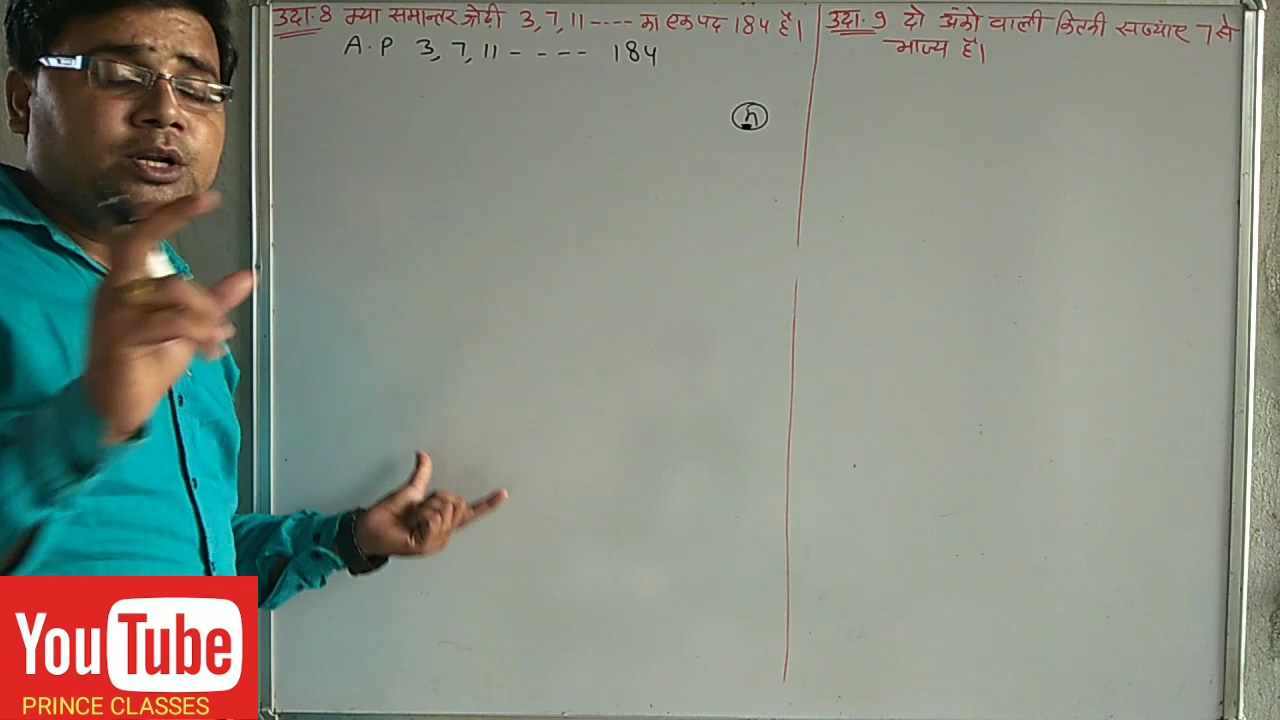 उदा. 8 क्या समान्तर श्रेढी 3, 7, 11 ---- का एक पद 184 है।
A.P 3, 7, 11 - - - - 184
n
उदा. 9 दो अंको वाली कितनी सख्याए 7 से
भाज्य है।
YouTube
PRINCE CLASSES